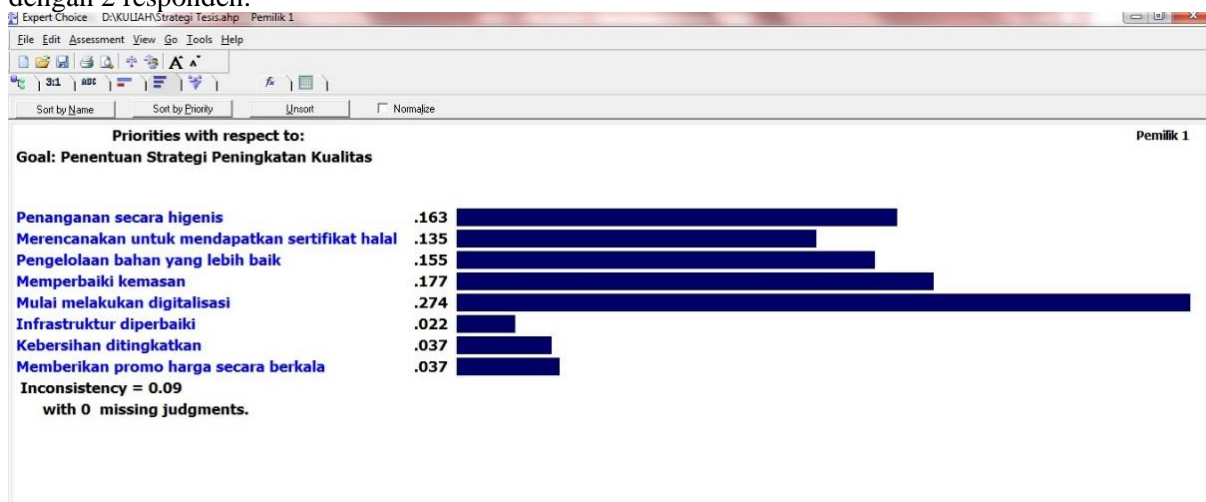 dengan 2 responden.
Expert Choice D:\KULIAH\Strategi Tesis.ahp Pemilik 1
File Edit Assessment View Go Tools Help
A A
3:1 ABC fx
Sort by Name Sort by Priority Unsort Normalize
Priorities with respect to: Pemilik 1
Goal: Penentuan Strategi Peningkatan Kualitas
Penanganan secara higenis .163
Merencanakan untuk mendapatkan sertifikat halal .135
Pengelolaan bahan yang lebih baik .155
Memperbaiki kemasan .177
Mulai melakukan digitalisasi .274
Infrastruktur diperbaiki .022
Kebersihan ditingkatkan .037
Memberikan promo harga secara berkala .037
Inconsistency = 0.09
with 0 missing judgments.